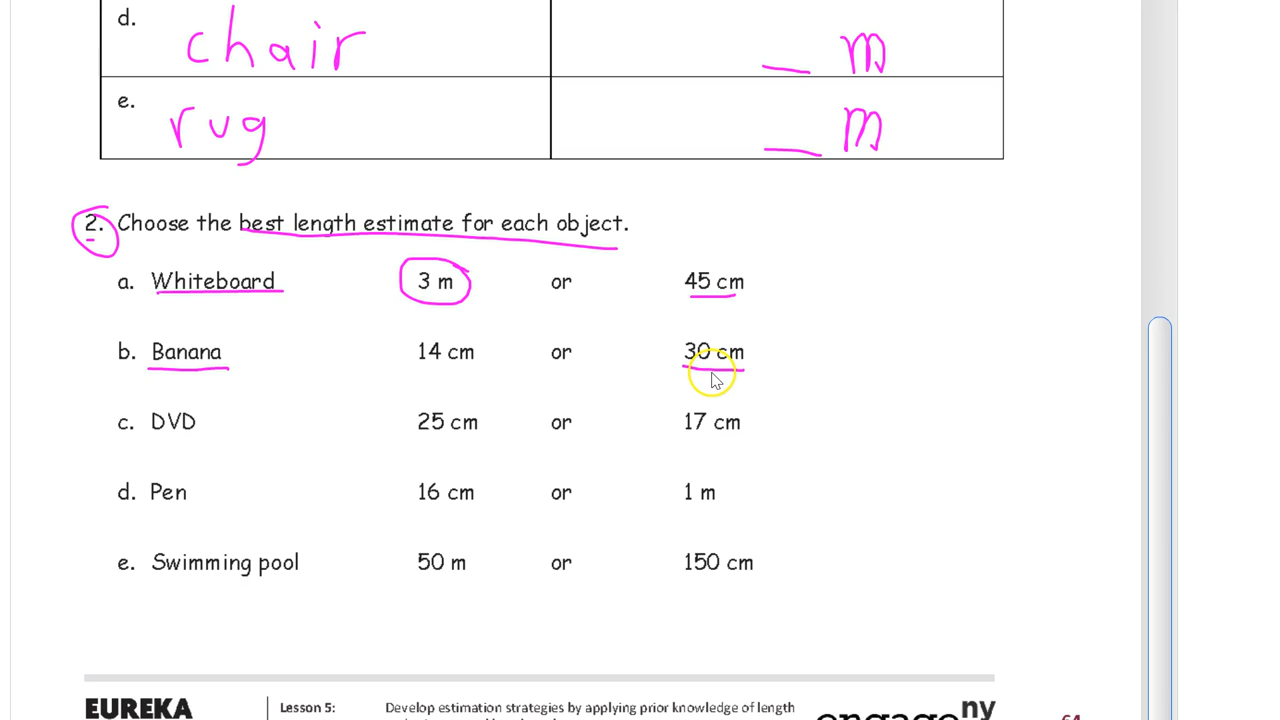 d. chair _ m
e. rug _ m
2. Choose the best length estimate for each object.
a. Whiteboard 3 m or 45 cm
b. Banana 14 cm or 30 cm
c. DVD 25 cm or 17 cm
d. Pen 16 cm or 1 m
e. Swimming pool 50 m or 150 cm
EUREKA Lesson 5: Develop estimation strategies by applying prior knowledge of length
engageny 64